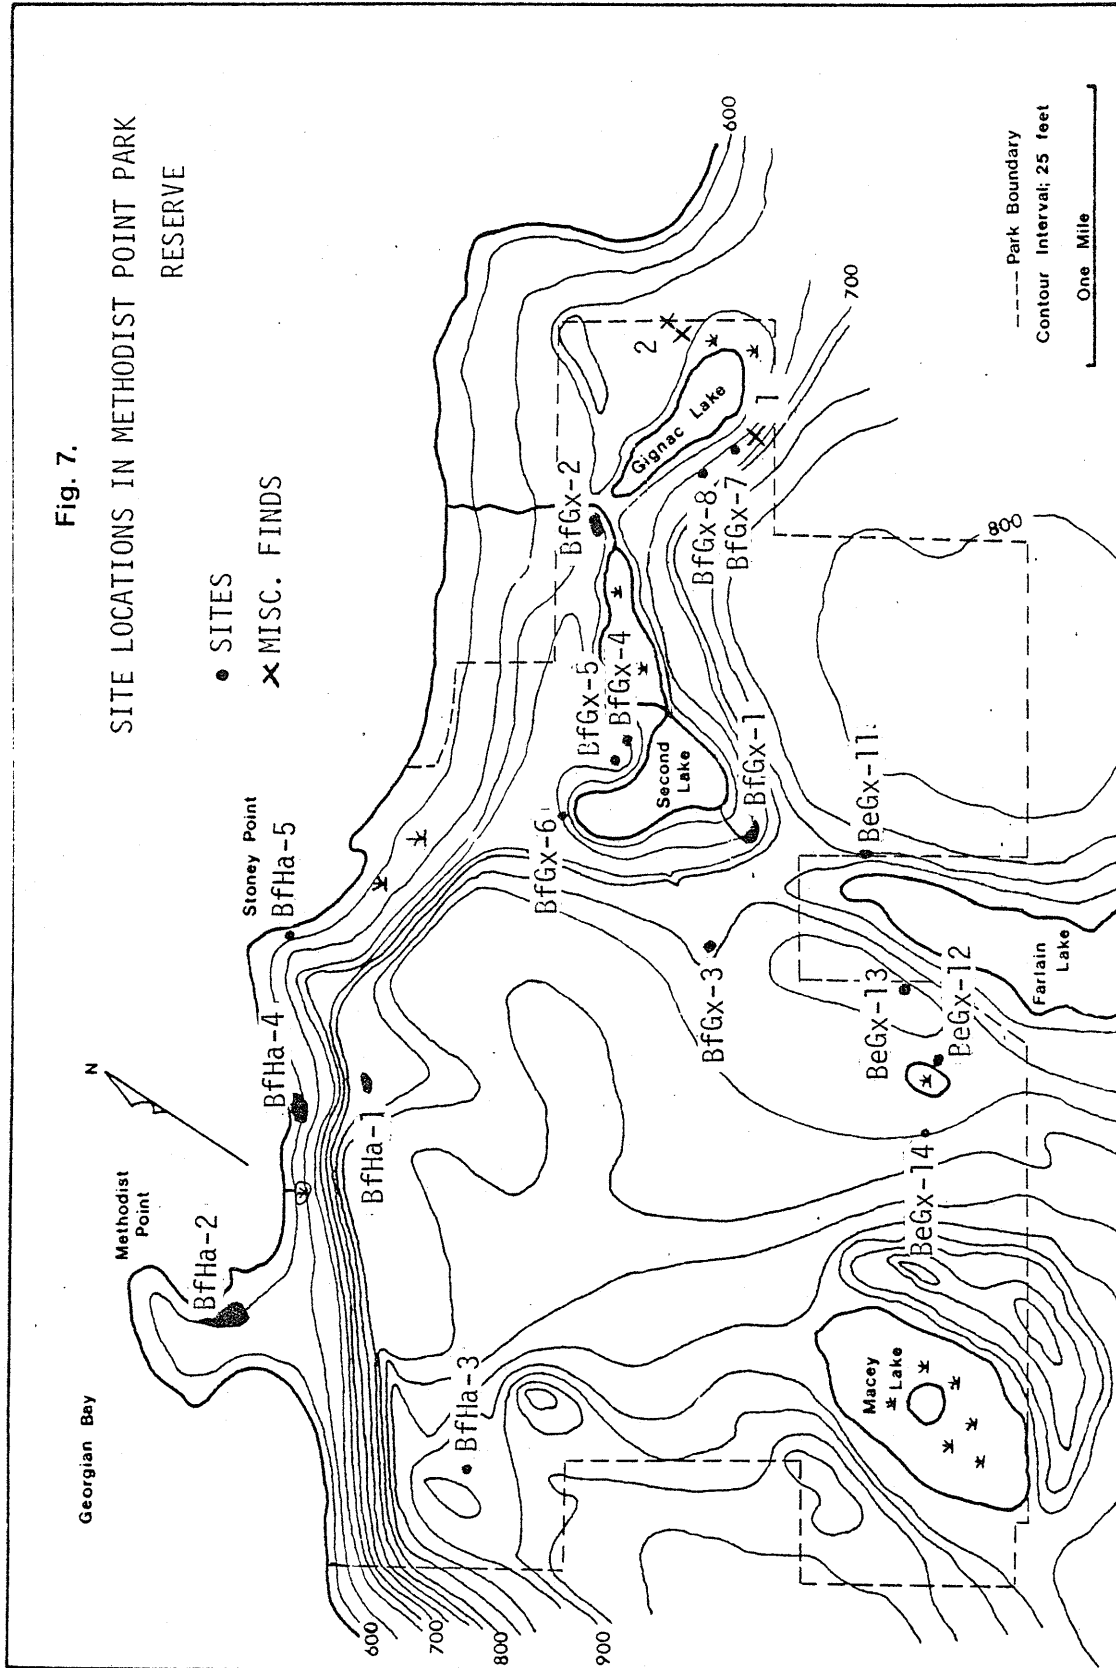 Fig. 7.
SITE LOCATIONS IN METHODIST POINT PARK
RESERVE
SITES
MISC. FINDS
Georgian Bay
Methodist
Point
N
Stoney Point
BfHa-2
BfHa-4
BfHa-5
BfHa-1
BfHa-3
BfGx-6
BfGx-5
BfGx-4
BfGx-2
Second
Lake
Gignac Lake
2
1
BfGx-8
BfGx-7
BfGx-1
BfGx-3
BeGx-11
BeGx-13
BeGx-12
BeGx-14
Farlain
Lake
Macey
Lake
600
700
800
600
700
800
900
Park Boundary
Contour Interval; 25 feet
One Mile